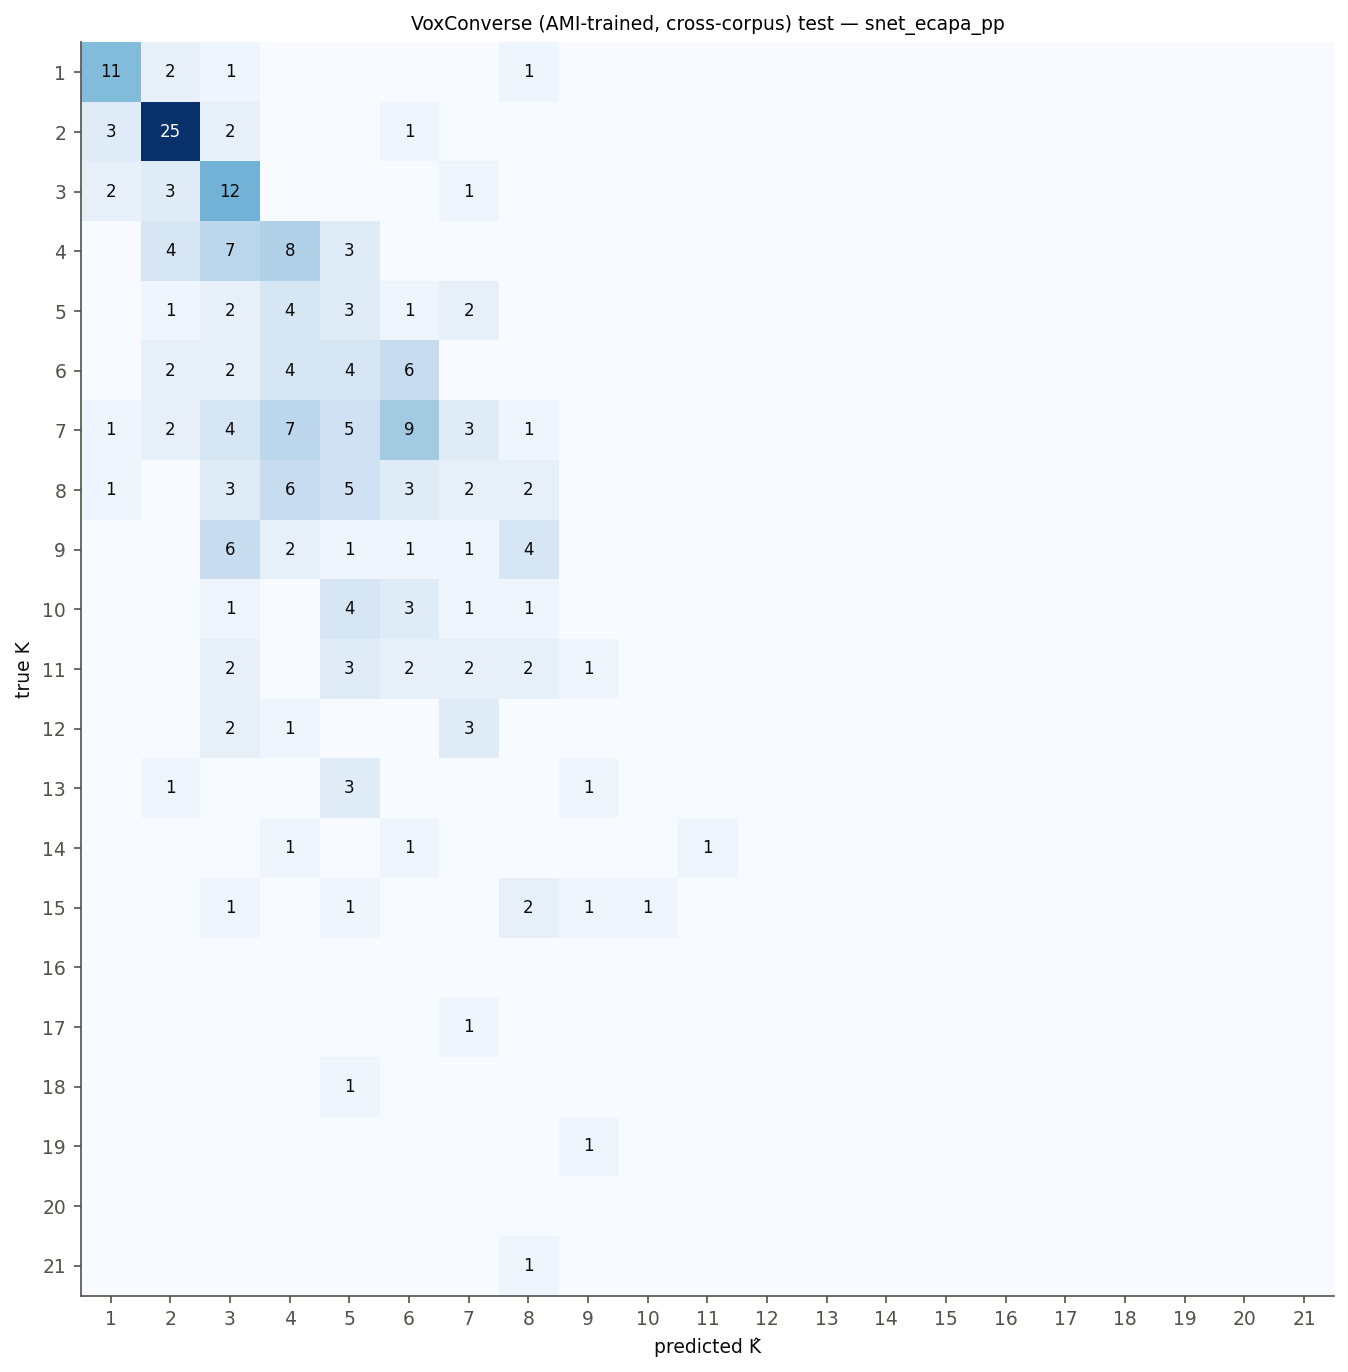 VoxConverse (AMI-trained, cross-corpus) test — snet_ecapa_pp
1 11 2 1 1
2 3 25 2 1
3 2 3 12 1
4 4 7 8 3
5 1 2 4 3 1 2
6 2 2 4 4 6
7 1 2 4 7 5 9 3 1
8 1 3 6 5 3 2 2
9 6 2 1 1 1 4
10 1 4 3 1 1
11 2 3 2 2 2 1
12 2 1 3
13 1 3 1
14 1 1 1
15 1 1 2 1 1
16
17 1
18 1
19 1
20
21 1
true K
1 2 3 4 5 6 7 8 9 10 11 12 13 14 15 16 17 18 19 20 21
predicted K̂